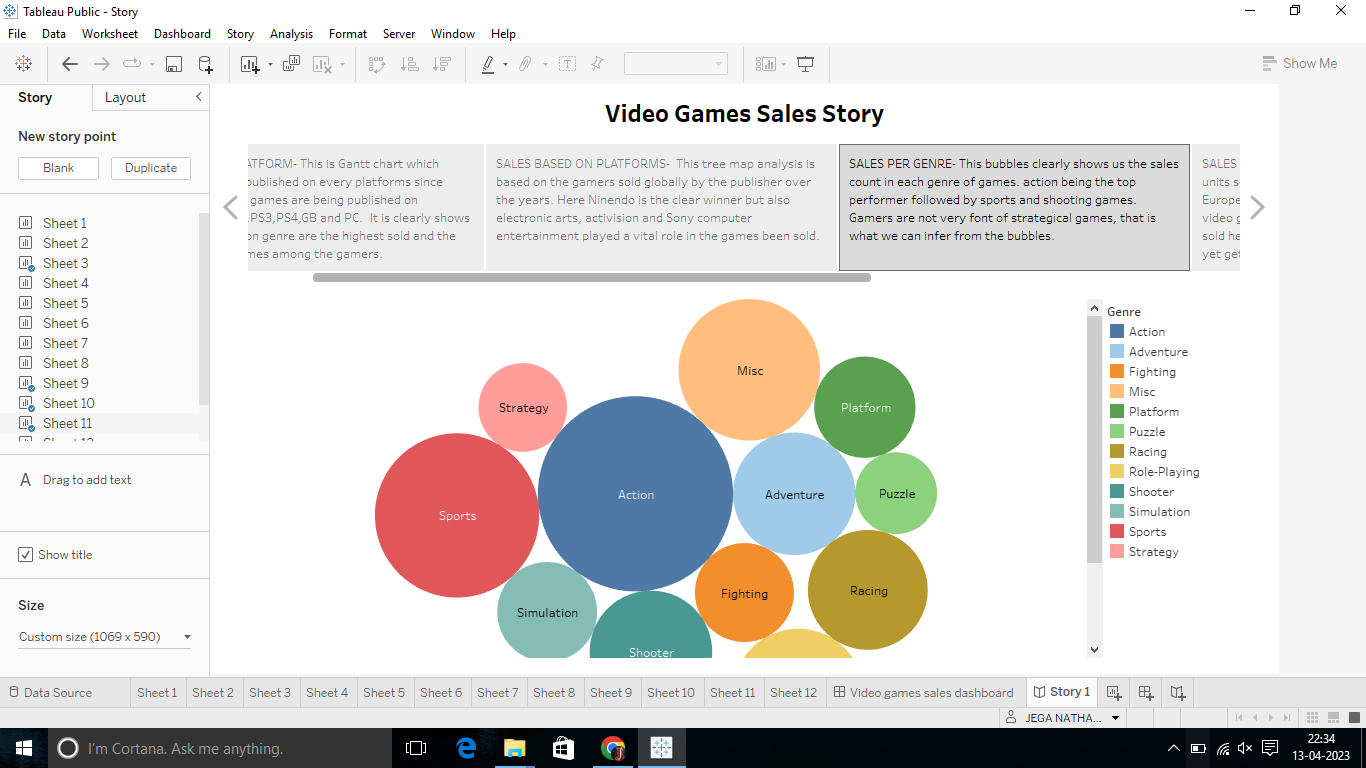 Tableau Public - Story
File Data Worksheet Dashboard Story Analysis Format Server Window Help
Show Me
Story Layout
New story point
Blank Duplicate
Sheet 1
Sheet 2
Sheet 3
Sheet 4
Sheet 5
Sheet 6
Sheet 7
Sheet 8
Sheet 9
Sheet 10
Sheet 11
A Drag to add text
Show title
Size
Custom size (1069 x 590)
Video Games Sales Story
ATFORM- This is Gantt chart which
published on every platforms since
games are being published on
,PS3,PS4,GB and PC. It is clearly shows
on genre are the highest sold and the
mes among the gamers.
SALES BASED ON PLATFORMS- This tree map analysis is
based on the gamers sold globally by the publisher over
the years. Here Ninendo is the clear winner but also
electronic arts, activision and Sony computer
entertainment played a vital role in the games been sold.
SALES PER GENRE- This bubbles clearly shows us the sales
count in each genre of games. action being the top
performer followed by sports and shooting games.
Gamers are not very font of strategical games, that is
what we can infer from the bubbles.
SALES
units s
Europe
video g
sold he
yet get
Misc
Strategy
Platform
Action
Adventure
Puzzle
Sports
Fighting
Racing
Simulation
Shooter
Genre
Action
Adventure
Fighting
Misc
Platform
Puzzle
Racing
Role-Playing
Shooter
Simulation
Sports
Strategy
Data Source Sheet 1 Sheet 2 Sheet 3 Sheet 4 Sheet 5 Sheet 6 Sheet 7 Sheet 8 Sheet 9 Sheet 10 Sheet 11 Sheet 12 Video games sales dashboard Story 1
JEGA NATHA...
I'm Cortana. Ask me anything.
22:34
13-04-2023